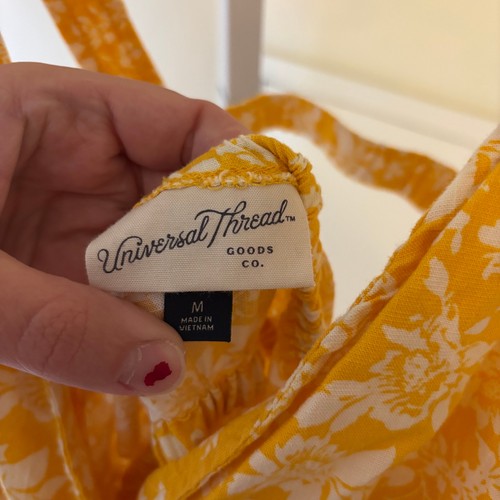 Universal Thread™
GOODS
CO.
M
MADE IN
VIETNAM